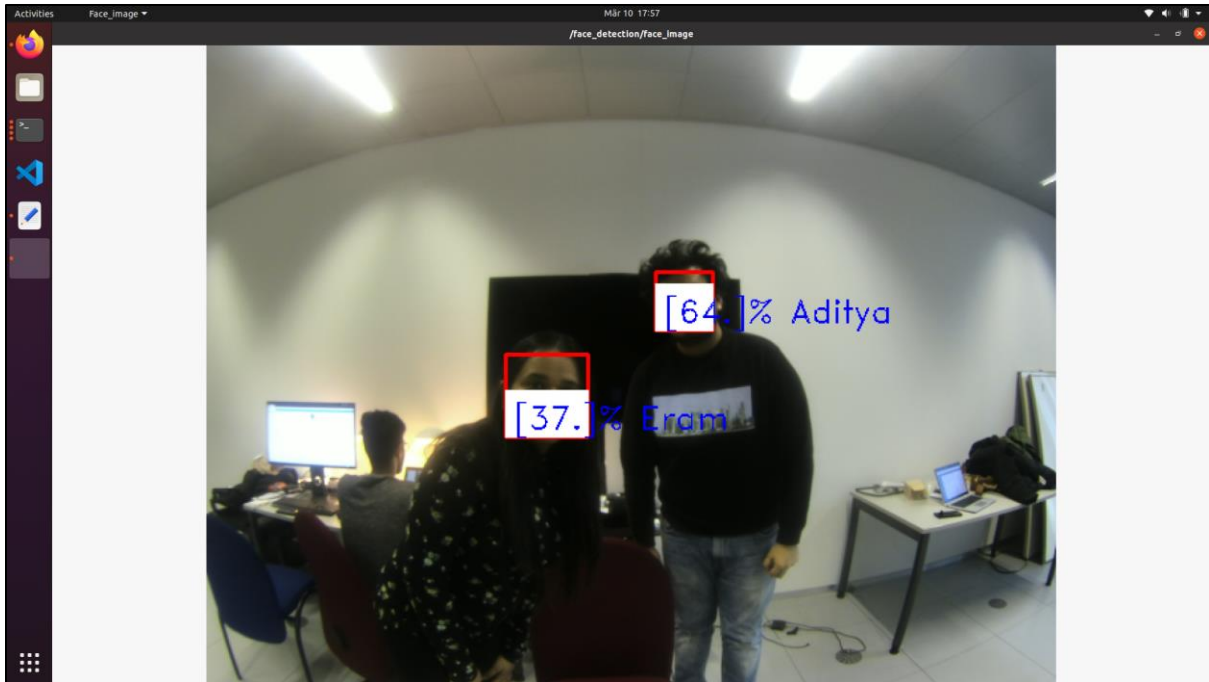 Activities
Face_image
Mär 10 17:57
/face_detection/face_image
[64.]% Aditya
[37.]% Eram